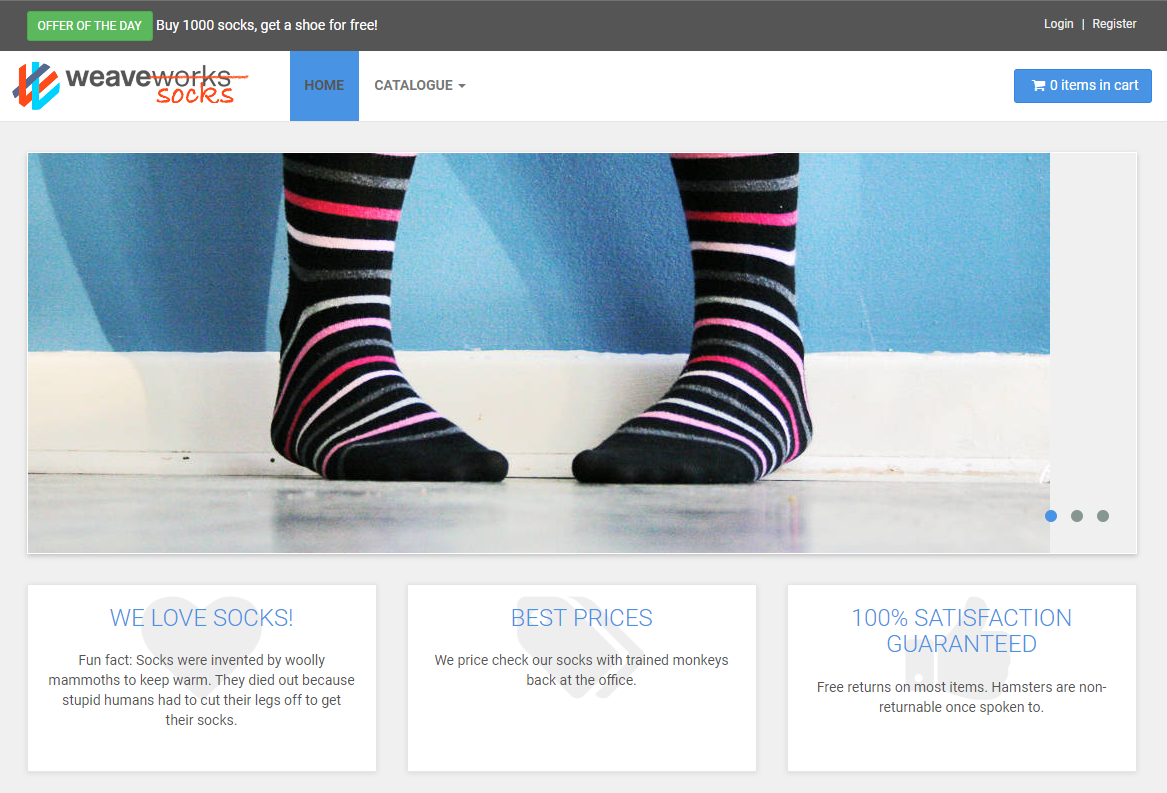 OFFER OF THE DAY Buy 1000 socks, get a shoe for free!
Login | Register
weaveworks
socks
HOME
CATALOGUE
0 items in cart
WE LOVE SOCKS!
Fun fact: Socks were invented by woolly
mammoths to keep warm. They died out because
stupid humans had to cut their legs off to get
their socks.
BEST PRICES
We price check our socks with trained monkeys
back at the office.
100% SATISFACTION
GUARANTEED
Free returns on most items. Hamsters are non-
returnable once spoken to.